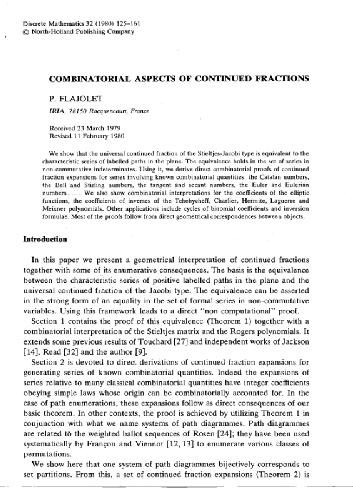 Discrete Mathematics 32 (1980) 125-161
© North-Holland Publishing Company
COMBINATORIAL ASPECTS OF CONTINUED FRACTIONS
P. FLAJOLET
IRIA, 78150 Rocquencourt, France
Received 23 March 1979
Revised 11 February 1980
We show that the universal continued fraction of the Stieltjes-Jacobi type is equivalent to the
characteristic series of labelled paths in the plane. The equivalence holds in the set of series in
non-commutative indeterminates. Using it, we derive direct combinatorial proofs of continued
fraction expansions for series involving known combinatorial quantities: the Catalan numbers,
the Bell and Stirling numbers, the tangent and secant numbers, the Euler and Eulerian
numbers . . . . We also show combinatorial interpretations for the coefficients of the elliptic
functions, the coefficients of inverses of the Tchebycheff, Charlier, Hermite, Laguerre and
Meixner polynomials. Other applications include cycles of binomial coefficients and inversion
formulae. Most of the proofs follow from direct geometrical correspondences between objects.
Introduction
In this paper we present a geometrical interpretation of continued fractions
together with some of its enumerative consequences. The basis is the equivalence
between the characteristic series of positive labelled paths in the plane and the
universal continued fraction of the Jacobi type. The equivalence can be asserted
in the strong form of an equality in the set of formal series in non-commutative
variables. Using this framework leads to a direct "non computational" proof.
Section 1 contains the proof of this equivalence (Theorem 1) together with a
combinatorial interpretation of the Stieltjes matrix and the Rogers polynomials. It
extends some previous results of Touchard [27] and independent works of Jackson
[14], Read [32] and the author [9].
Section 2 is devoted to direct derivations of continued fraction expansions for
generating series of known combinatorial quantities. Indeed the expansions of
series relative to many classical combinatorial quantities have integer coefficients
obeying simple laws whose origin can be combinatorially accounted for. In the
case of path enumerations, these expansions follow as direct consequences of our
basic theorem. In other contexts, the proof is achieved by utilizing Theorem 1 in
conjunction with what we name systems of path diagrammes. Path diagrammes
are related to the weighted ballot sequences of Rosen [24]; they have been used
systematically by Françon and Viennot [12, 13] to enumerate various classes of
permutations.
We show here that one system of path diagrammes bijectively corresponds to
set partitions. From this, a set of continued fraction expansions (Theorem 2) is